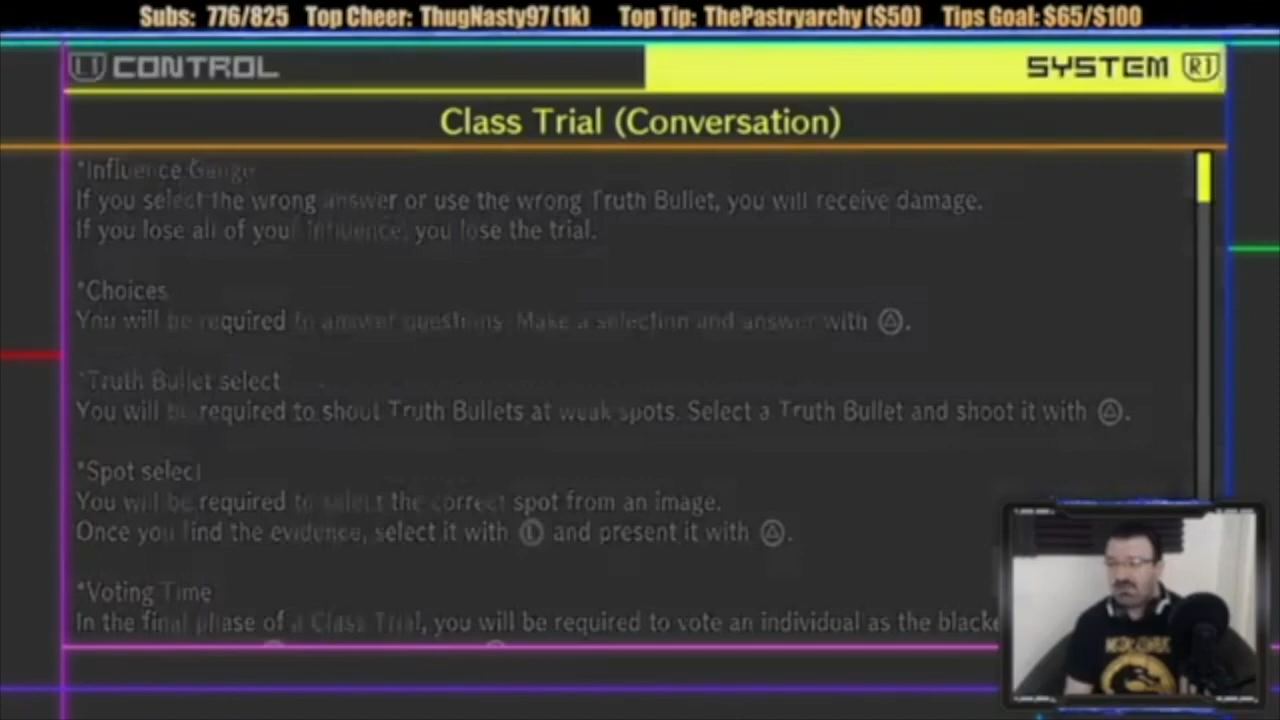 Subs: 776/825 Top Cheer: ThugNasty97 (1k) Top Tip: ThePastryarchy ($50) Tips Goal: $65/$100
L1 CONTROL
SYSTEM R1
Class Trial (Conversation)
*Influence Gauge
If you select the wrong answer or use the wrong Truth Bullet, you will receive damage.
If you lose all of your influence, you lose the trial.
*Choices
You will be required to answer questions. Make a selection and answer with △.
*Truth Bullet select
You will be required to shoot Truth Bullets at weak spots. Select a Truth Bullet and shoot it with △.
*Spot select
You will be required to select the correct spot from an image.
Once you find the evidence, select it with Ⓛ and present it with △.
*Voting Time
In the final phase of a Class Trial, you will be required to vote an individual as the blacke